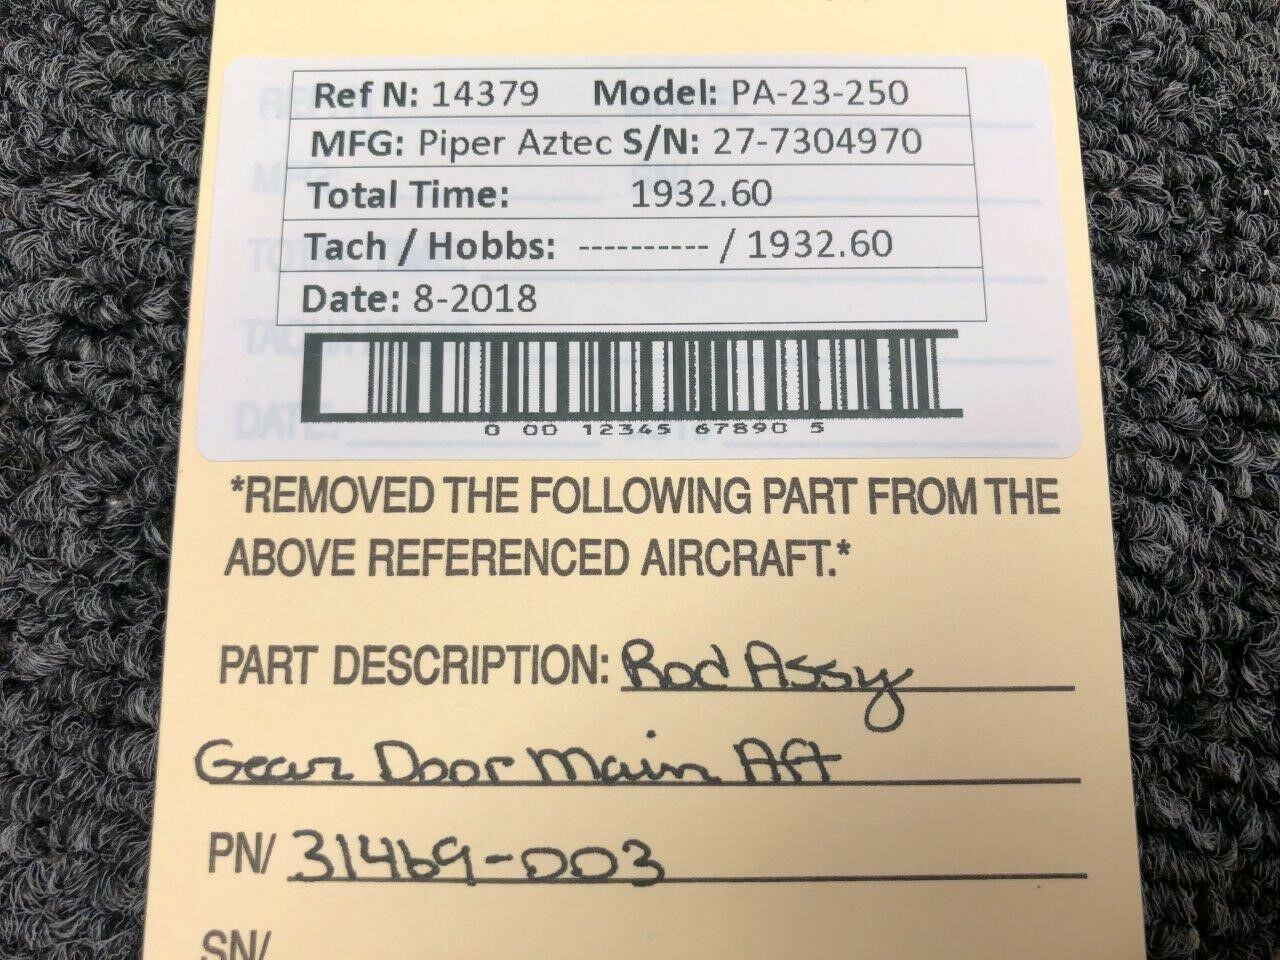 Ref N: 14379 Model: PA-23-250
MFG: Piper Aztec S/N: 27-7304970
Total Time: 1932.60
Tach / Hobbs: ---------- / 1932.60
Date: 8-2018
0 00 12345 67890 5
*REMOVED THE FOLLOWING PART FROM THE
ABOVE REFERENCED AIRCRAFT.*
PART DESCRIPTION: Rod Assy
Gear Door Main Aft
PN/ 31469-003
SN/